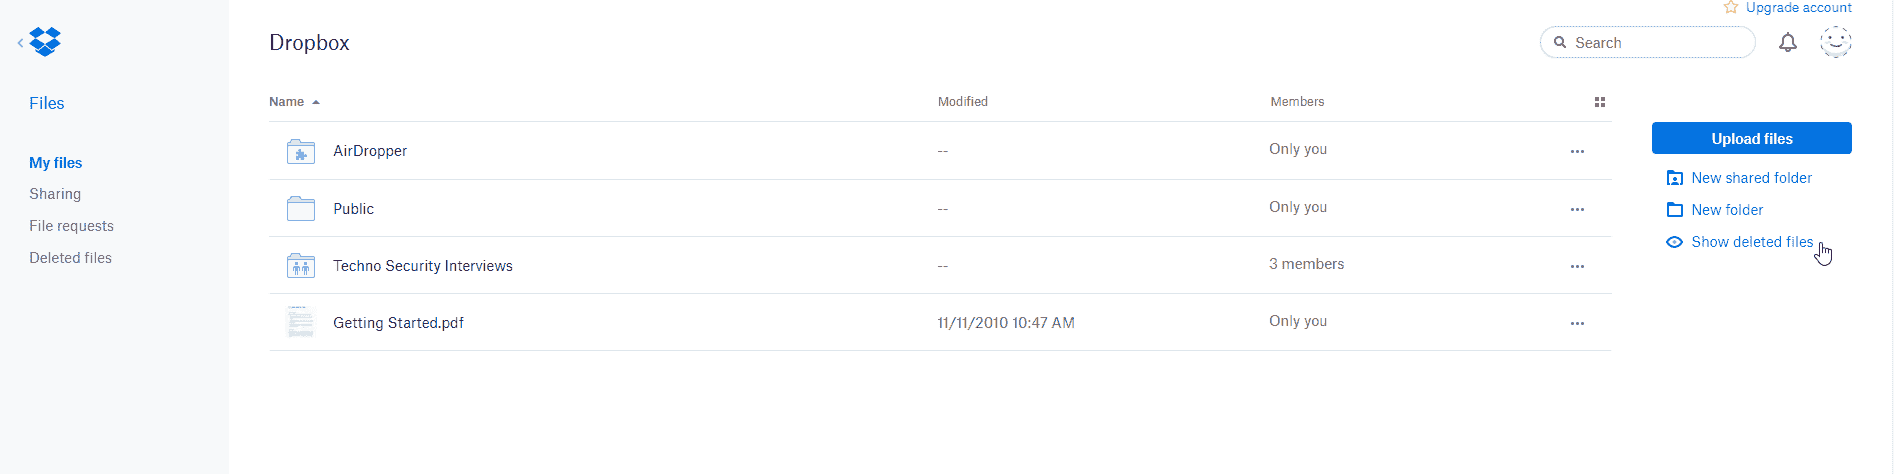 Upgrade account
Dropbox
Search
Files
My files
Sharing
File requests
Deleted files
Name Modified Members
AirDropper -- Only you
Public -- Only you
Techno Security Interviews -- 3 members
Getting Started.pdf 11/11/2010 10:47 AM Only you
Upload files
New shared folder
New folder
Show deleted files